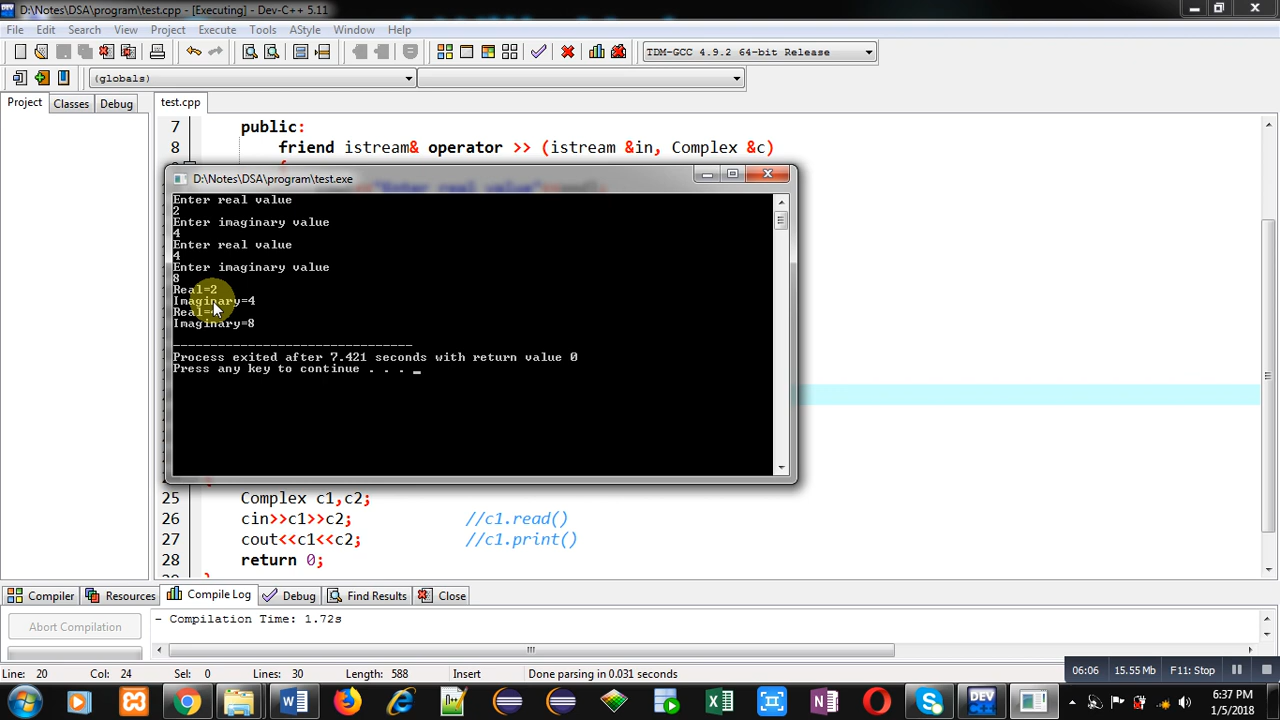 D:\Notes\DSA\program\test.cpp - [Executing] - Dev-C++ 5.11
File Edit Search View Project Execute Tools AStyle Window Help
TDM-GCC 4.9.2 64-bit Release
(globals)
Project Classes Debug test.cpp
7 public:
8 friend istream& operator >> (istream &in, Complex &c)
D:\Notes\DSA\program\test.exe
Enter real value
2
Enter imaginary value
4
Enter real value
4
Enter imaginary value
8
Real=2
Imaginary=4
Real=
Imaginary=8
--------------------------------
Process exited after 7.421 seconds with return value 0
Press any key to continue . . . _
25 Complex c1,c2;
26 cin>>c1>>c2; //c1.read()
27 cout<<c1<<c2; //c1.print()
28 return 0;
Compiler Resources Compile Log Debug Find Results Close
Abort Compilation
- Compilation Time: 1.72s
Line: 20 Col: 24 Sel: 0 Lines: 30 Length: 588 Insert Done parsing in 0.031 seconds
06:06 15.55 Mb F11: Stop
6:37 PM
1/5/2018